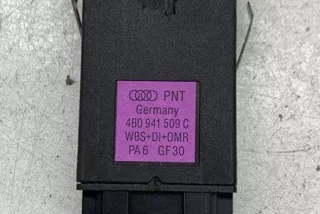 PNT
Germany
4B0 941 509 C
WBS+DI+OMR
PA6 GF30